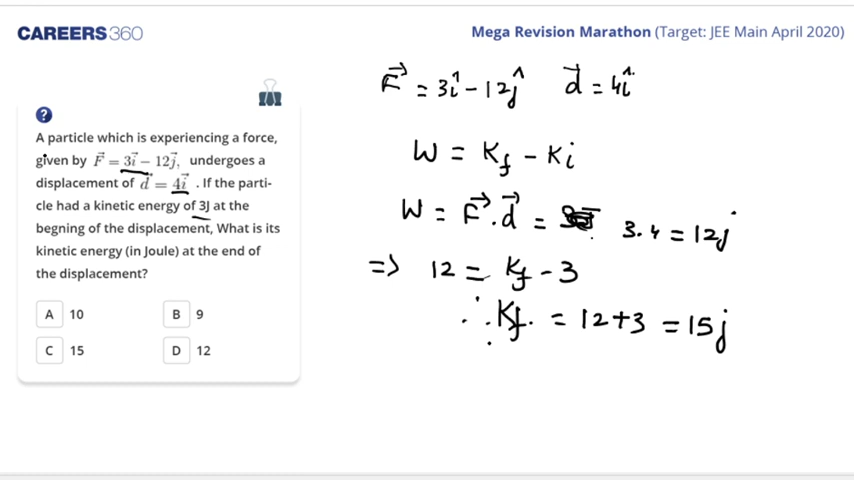 CAREERS360
Mega Revision Marathon (Target: JEE Main April 2020)
?
A particle which is experiencing a force,
given by F⃗ = 3i⃗ − 12j⃗, undergoes a
displacement of d⃗ = 4i⃗ . If the parti-
cle had a kinetic energy of 3J at the
begning of the displacement, What is its
kinetic energy (in Joule) at the end of
the displacement?
A 10
B 9
C 15
D 12
F⃗ = 3î − 12ĵ d⃗ = 4î
W = Kf − Ki
W = F⃗ . d⃗ = 3.4 = 12j
=> 12 = Kf − 3
∴ Kf. = 12+3 = 15j